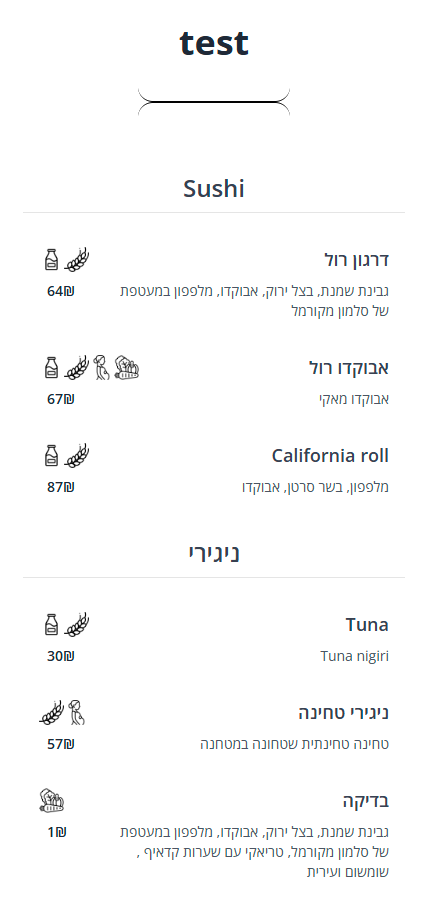 test
Sushi
דרגון רול
גבינת שמנת, בצל ירוק, אבוקדו, מלפפון במעטפת
של סלמון מקורמל
64₪
אבוקדו רול
אבוקדו מאקי
67₪
California roll
מלפפון, בשר סרטן, אבוקדו
87₪
ניגירי
Tuna
Tuna nigiri
30₪
ניגירי טחינה
טחינה טחינתית שטחונה במטחנה
57₪
בדיקה
גבינת שמנת, בצל ירוק, אבוקדו, מלפפון במעטפת
של סלמון מקורמל, טריאקי עם שערות קדאיף ,
שומשום ועירית
1₪